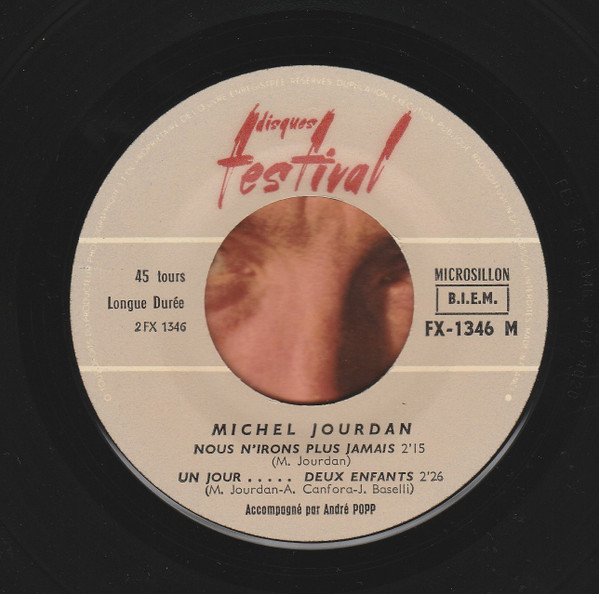 disques
festival
45 tours
Longue Durée
2 FX 1346
MICROSILLON
B.I.E.M.
FX-1346 M
MICHEL JOURDAN
NOUS N'IRONS PLUS JAMAIS 2'15
(M. Jourdan)
UN JOUR ..... DEUX ENFANTS 2'26
(M. Jourdan-A. Canfora-J. Baselli)
Accompagné par André POPP